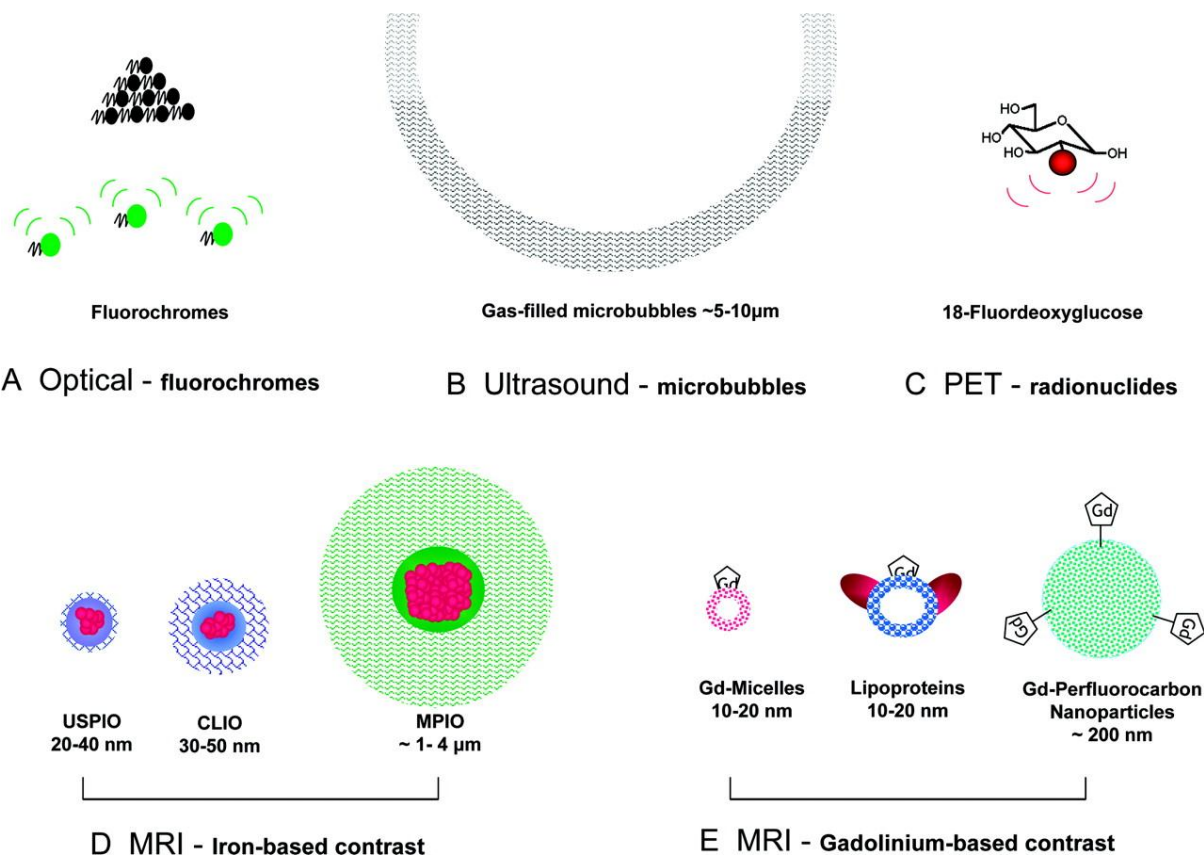 HO
HO
HO
O
OH
Fluorochromes
Gas-filled microbubbles ~5-10µm
18-Fluordeoxyglucose
A Optical - fluorochromes
B Ultrasound - microbubbles
C PET - radionuclides
Gd
Gd
Gd
Gd
Gd
USPIO
20-40 nm
CLIO
30-50 nm
MPIO
~ 1- 4 µm
Gd-Micelles
10-20 nm
Lipoproteins
10-20 nm
Gd-Perfluorocarbon
Nanoparticles
~ 200 nm
D MRI - Iron-based contrast
E MRI - Gadolinium-based contrast